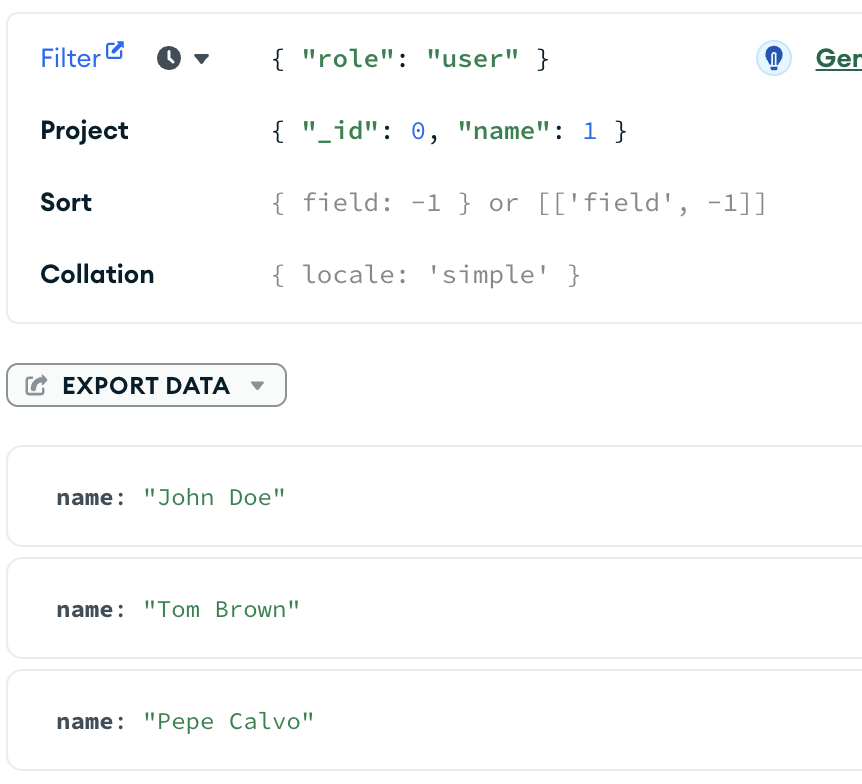 Filter { "role": "user" }
Project { "_id": 0, "name": 1 }
Sort { field: -1 } or [['field', -1]]
Collation { locale: 'simple' }
EXPORT DATA
name: "John Doe"
name: "Tom Brown"
name: "Pepe Calvo"